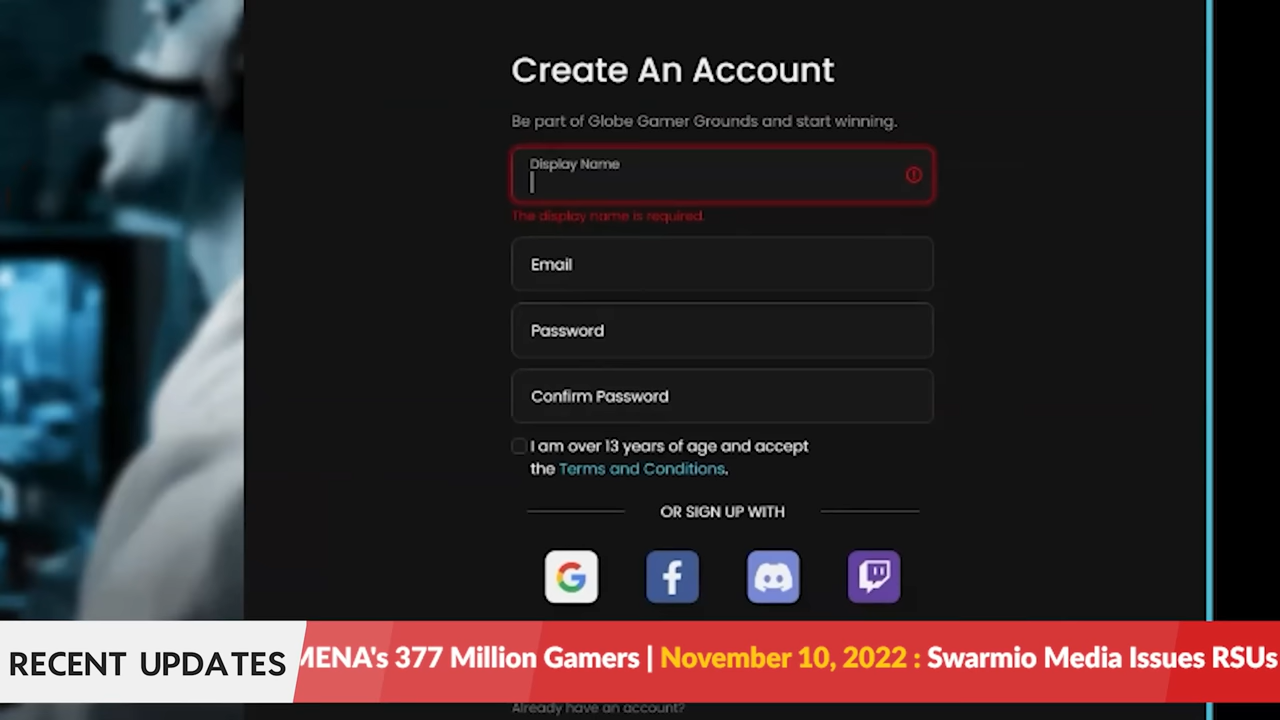 Create An Account
Be part of Globe Gamer Grounds and start winning.
Display Name
The display name is required.
Email
Password
Confirm Password
I am over 13 years of age and accept
the Terms and Conditions.
OR SIGN UP WITH
RECENT UPDATES
MENA's 377 Million Gamers | November 10, 2022 : Swarmio Media Issues RSUs
Already have an account?